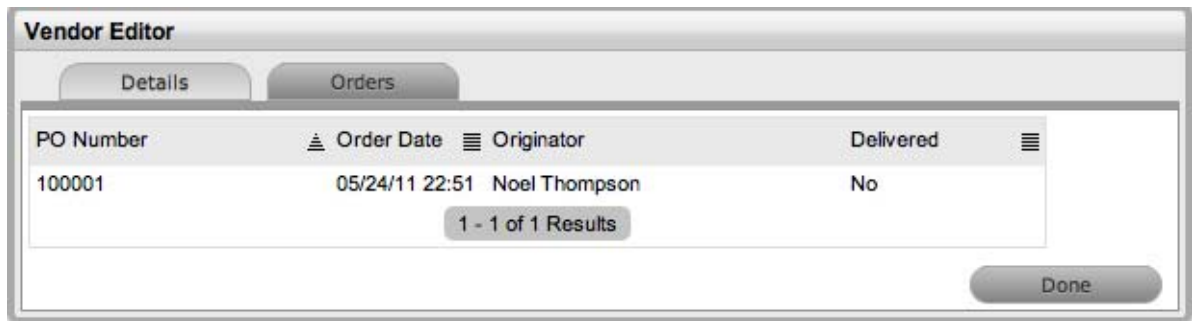 Vendor Editor
Details Orders
PO Number Order Date Originator Delivered
100001 05/24/11 22:51 Noel Thompson No
1 - 1 of 1 Results
Done